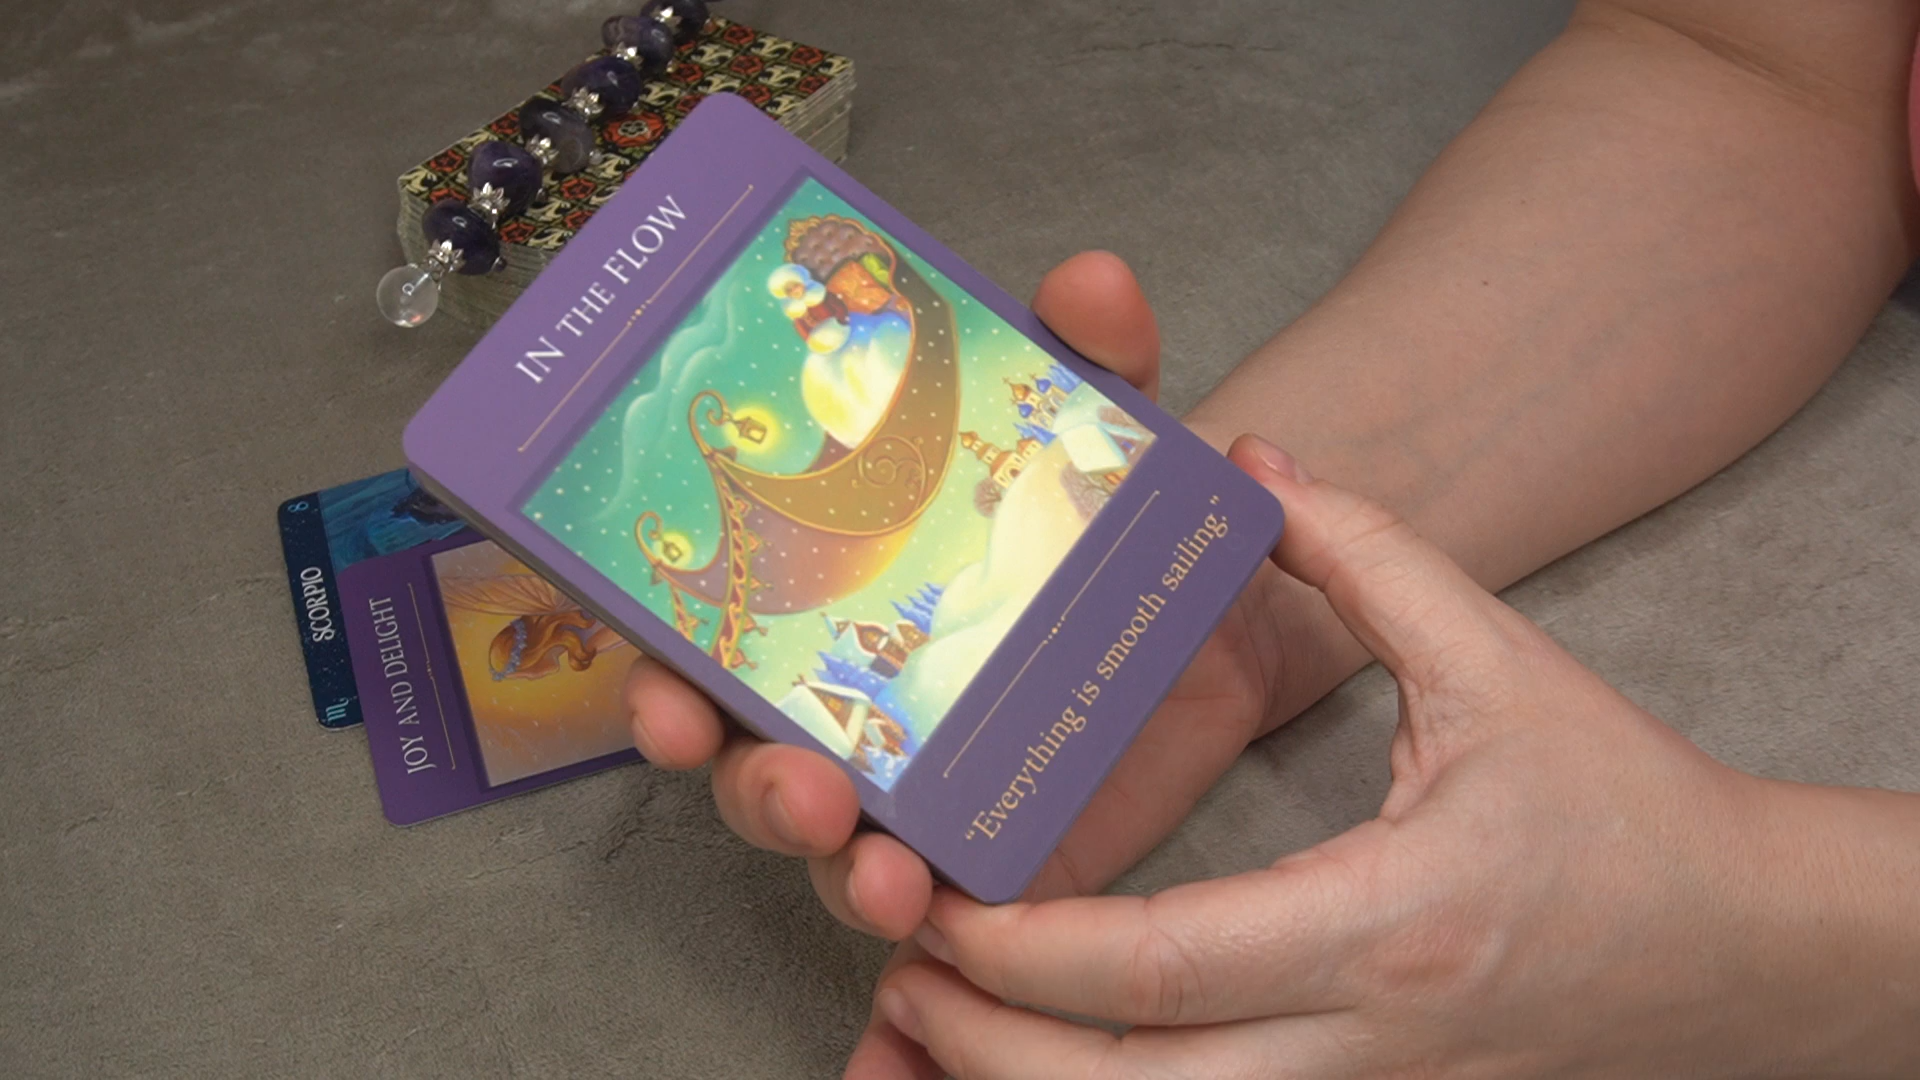 IN THE FLOW
"Everything is smooth sailing."
8
SCORPIO
♏
JOY AND DELIGHT